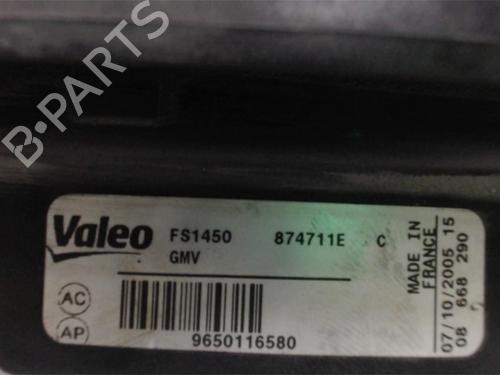 B-PARTS
Valeo FS1450 874711E C
GMV
AC
AP
9650116580
MADE IN
FRANCE
07/10/2005 15
08 668 290